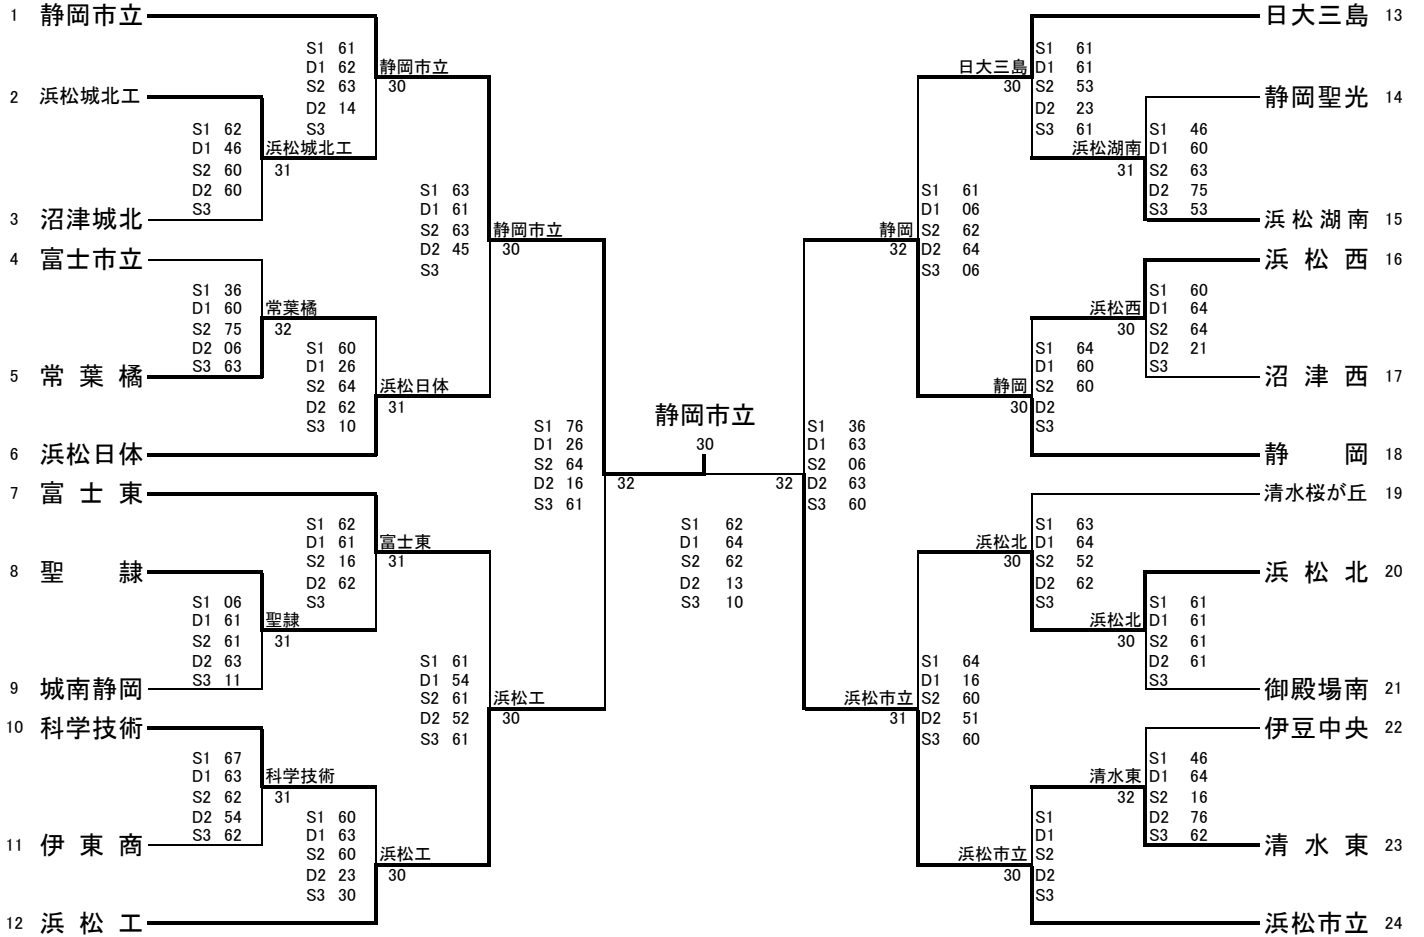 1 静岡市立
S1 61
D1 62
S2 63
D2 14
S3
静岡市立
30
2 浜松城北工
S1 62
D1 46
S2 60
D2 60
S3
浜松城北工
31
3 沼津城北
S1 63
D1 61
S2 63
D2 45
S3
静岡市立
30
4 富士市立
S1 36
D1 60
S2 75
D2 06
S3 63
常葉橘
32
5 常葉橘
S1 60
D1 26
S2 64
D2 62
S3 10
浜松日体
31
6 浜松日体
S1 76
D1 26
S2 64
D2 16
S3 61
32
7 富士東
S1 62
D1 61
S2 16
D2 62
S3
富士東
31
8 聖隷
S1 06
D1 61
S2 61
D2 63
S3 11
聖隷
31
9 城南静岡
S1 61
D1 54
S2 61
D2 52
S3 61
浜松工
30
10 科学技術
S1 67
D1 63
S2 62
D2 54
S3 62
科学技術
31
11 伊東商
S1 60
D1 63
S2 60
D2 23
S3 30
浜松工
30
12 浜松工
静岡市立
30
S1 62
D1 64
S2 62
D2 13
S3 10
日大三島 13
日大三島
30
S1 61
D1 61
S2 53
D2 23
S3 61
静岡聖光 14
浜松湖南
31
S1 46
D1 60
S2 63
D2 75
S3 53
浜松湖南 15
静岡
32
S1 61
D1 06
S2 62
D2 64
S3 06
浜松西 16
浜松西
30
S1 60
D1 64
S2 64
D2 21
S3
沼津西 17
静岡
30
S1 64
D1 60
S2 60
D2
S3
静岡 18
32
S1 36
D1 63
S2 06
D2 63
S3 60
清水桜が丘 19
浜松北
30
S1 63
D1 64
S2 52
D2 62
S3
浜松北 20
浜松北
30
S1 61
D1 61
S2 61
D2 61
S3
御殿場南 21
浜松市立
31
S1 64
D1 16
S2 60
D2 51
S3 60
伊豆中央 22
清水東
32
S1 46
D1 64
S2 16
D2 76
S3 62
清水東 23
浜松市立
30
S1
D1
S2
D2
S3
浜松市立 24